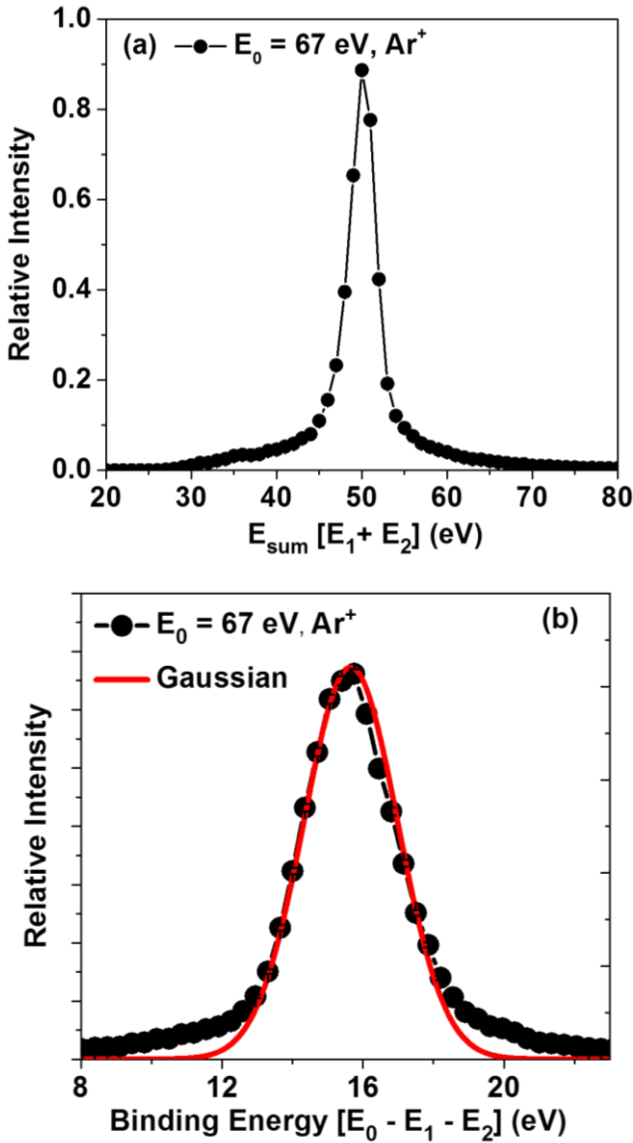 (a) E₀ = 67 eV, Ar⁺
1.0
0.8
0.6
0.4
0.2
0.0
Relative Intensity
20 30 40 50 60 70 80
E_sum [E₁+ E₂] (eV)
E₀ = 67 eV, Ar⁺ (b)
Gaussian
Relative Intensity
8 12 16 20
Binding Energy [E₀ - E₁ - E₂] (eV)